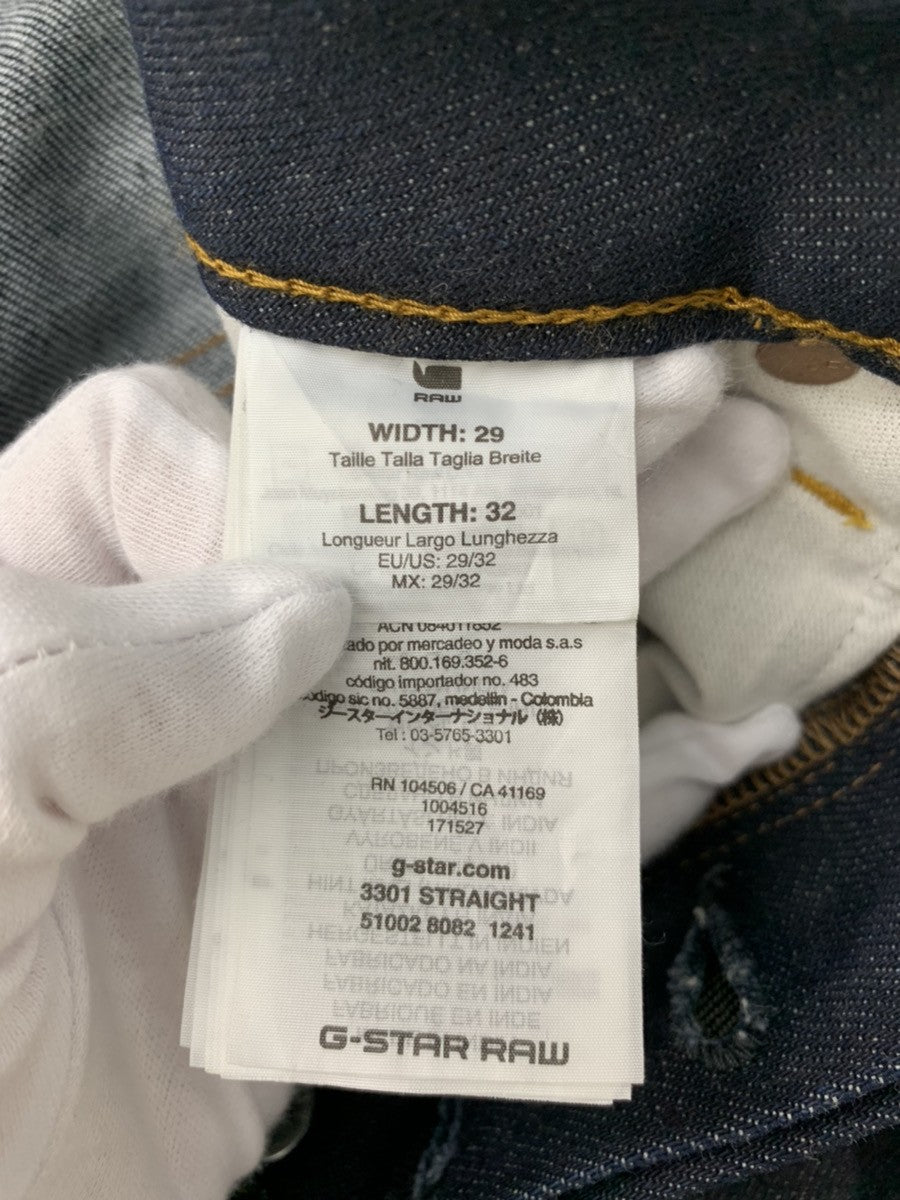 RAW
WIDTH: 29
Taille Talla Taglia Breite
LENGTH: 32
Longueur Largo Lunghezza
EU/US: 29/32
MX: 29/32
ACN 084011852
ado por mercadeo y moda s.a.s
nit. 800.169.352-6
código importador no. 483
digo sic no. 5887, medellin - Colombia
ジースターインターナショナル（株）
Tel : 03-5765-3301
RN 104506 / CA 41169
1004516
171527
g-star.com
3301 STRAIGHT
51002 8082 1241
G-STAR RAW